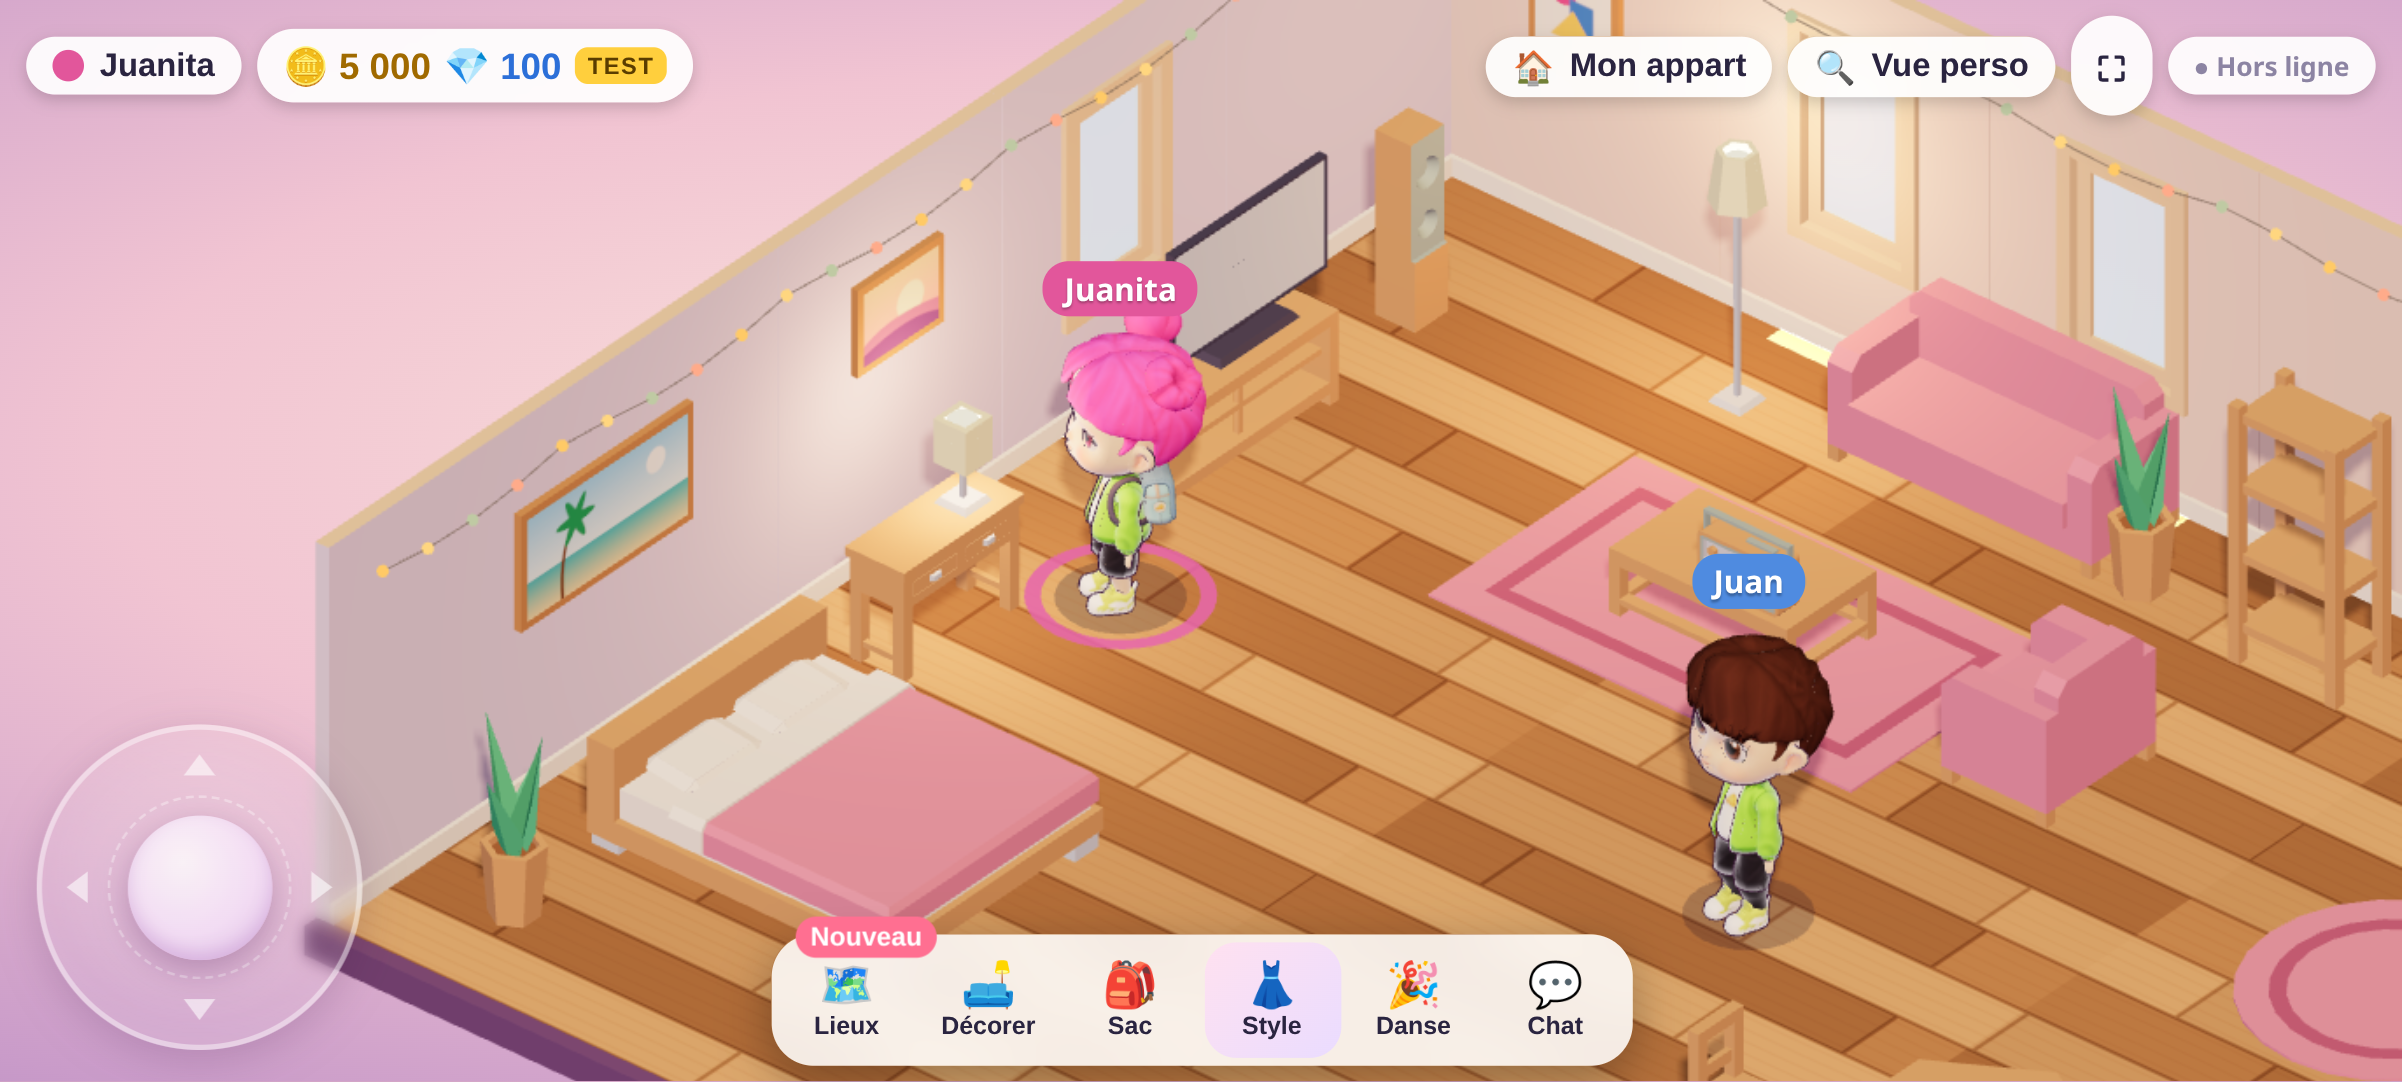 Juanita
5 000
100
TEST
Mon appart
Vue perso
Hors ligne
Juanita
Juan
Nouveau
Lieux
Décorer
Sac
Style
Danse
Chat